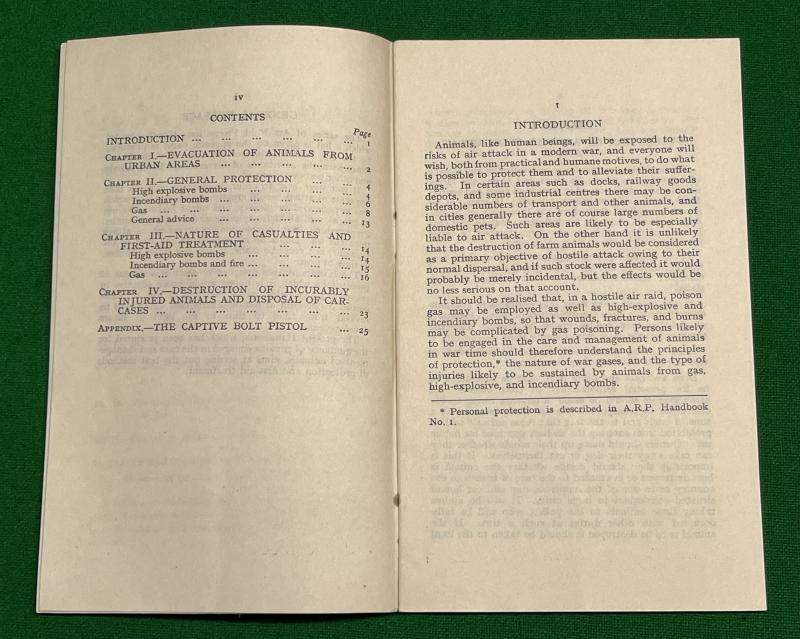 iv
CONTENTS
Page
INTRODUCTION ... ... ... ... ... ... 1
CHAPTER I.—EVACUATION OF ANIMALS FROM
URBAN AREAS ... ... ... ... ... 2
CHAPTER II.—GENERAL PROTECTION ... ... 4
High explosive bombs ... ... ... ... 4
Incendiary bombs ... ... ... ... ... 6
Gas ... ... ... ... ... ... ... 8
General advice ... ... ... ... ... 13
CHAPTER III.—NATURE OF CASUALTIES AND
FIRST-AID TREATMENT ... ... ... 14
High explosive bombs ... ... ... ... 14
Incendiary bombs and fire ... ... ... ... 15
Gas ... ... ... ... ... ... ... 16
CHAPTER IV.—DESTRUCTION OF INCURABLY
INJURED ANIMALS AND DISPOSAL OF CAR-
CASES ... ... ... ... ... ... ... 23
APPENDIX.—THE CAPTIVE BOLT PISTOL ... 25
1
INTRODUCTION
Animals, like human beings, will be exposed to the
risks of air attack in a modern war, and everyone will
wish, both from practical and humane motives, to do what
is possible to protect them and to alleviate their suffer-
ings. In certain areas such as docks, railway goods
depots, and some industrial centres there may be con-
siderable numbers of transport and other animals, and
in cities generally there are of course large numbers of
domestic pets. Such areas are likely to be especially
liable to air attack. On the other hand it is unlikely
that the destruction of farm animals would be considered
as a primary objective of hostile attack owing to their
normal dispersal, and if such stock were affected it would
probably be merely incidental, but the effects would be
no less serious on that account.
It should be realised that, in a hostile air raid, poison
gas may be employed as well as high-explosive and
incendiary bombs, so that wounds, fractures, and burns
may be complicated by gas poisoning. Persons likely
to be engaged in the care and management of animals
in war time should therefore understand the principles
of protection,* the nature of war gases, and the type of
injuries likely to be sustained by animals from gas,
high-explosive, and incendiary bombs.
* Personal protection is described in A.R.P. Handbook
No. 1.